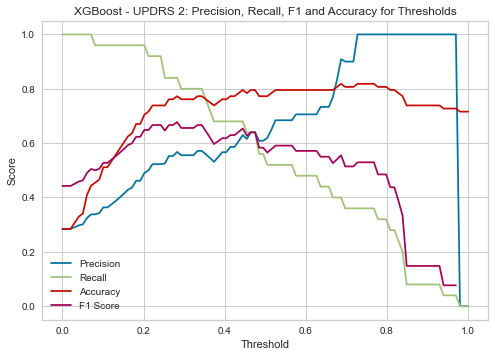 XGBoost - UPDRS 2: Precision, Recall, F1 and Accuracy for Thresholds
1.0
0.8
0.6
0.4
0.2
0.0
Score
Precision
Recall
Accuracy
F1 Score
0.0 0.2 0.4 0.6 0.8 1.0
Threshold